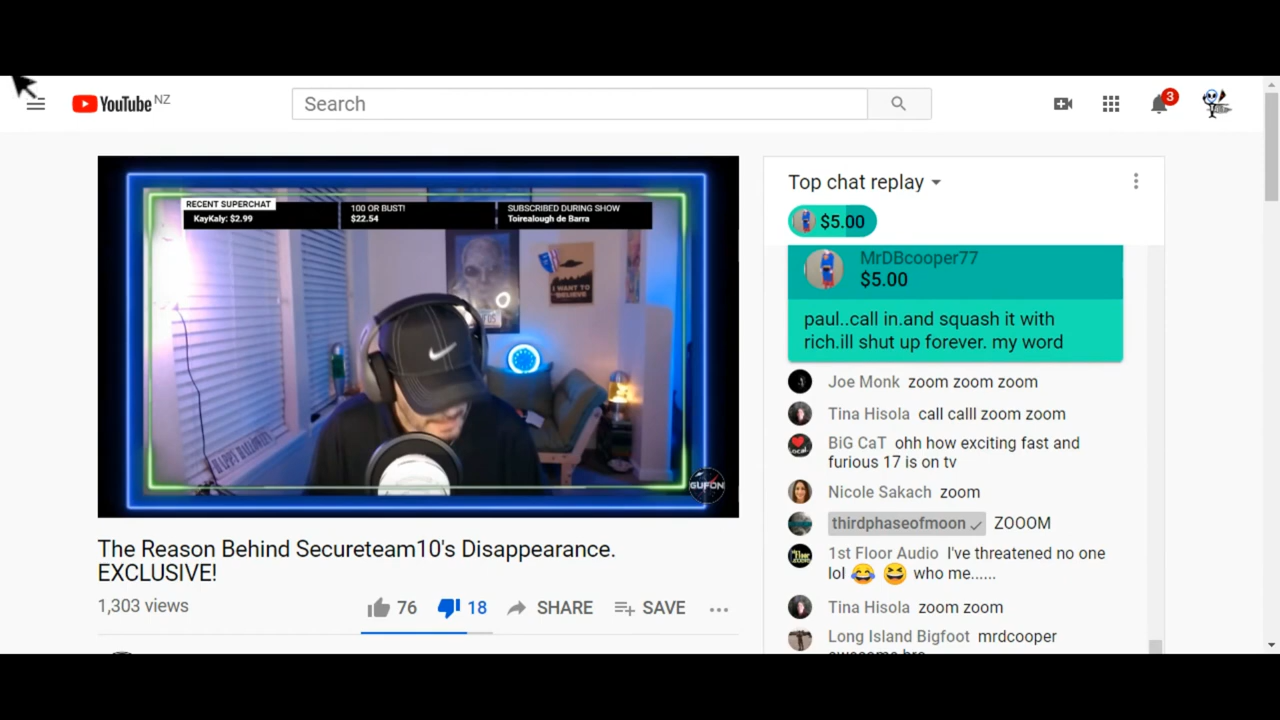 YouTube NZ
Search
3
RECENT SUPERCHAT
KayKaly: $2.99
100 OR BUST!
$22.54
SUBSCRIBED DURING SHOW
Toirealough de Barra
I WANT TO
BELIEVE
HAPPY HALLOWEEN
GUFON
The Reason Behind Secureteam10's Disappearance.
EXCLUSIVE!
1,303 views
76
18
SHARE
SAVE
Top chat replay
$5.00
MrDBcooper77
$5.00
paul..call in.and squash it with
rich.ill shut up forever. my word
Joe Monk zoom zoom zoom
Tina Hisola call calll zoom zoom
BiG CaT ohh how exciting fast and
furious 17 is on tv
Nicole Sakach zoom
thirdphaseofmoon ZOOOM
1st Floor Audio I've threatened no one
lol 😂 😆 who me......
Tina Hisola zoom zoom
Long Island Bigfoot mrdcooper